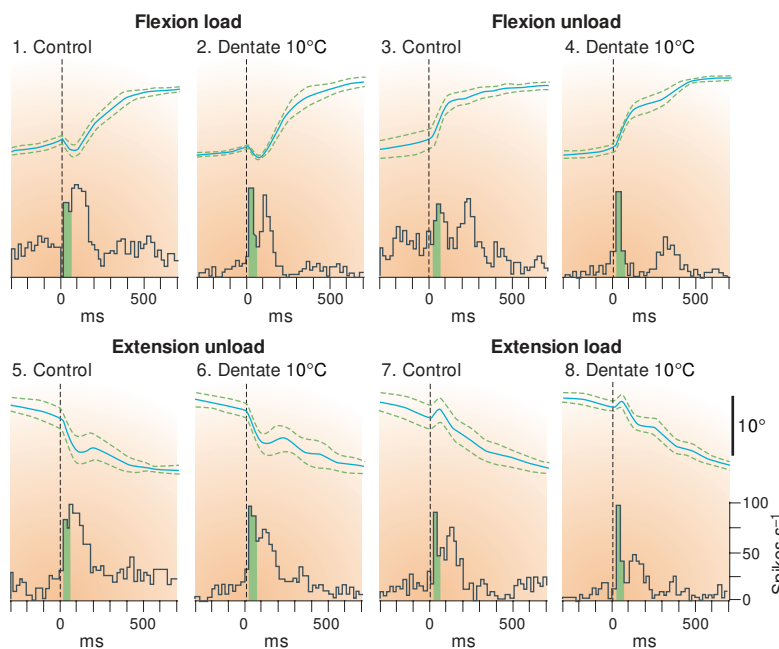 Flexion load
Flexion unload
1. Control
2. Dentate 10°C
3. Control
4. Dentate 10°C
0 500
0 500
0 500
0 500
ms
ms
ms
ms
Extension unload
Extension load
5. Control
6. Dentate 10°C
7. Control
8. Dentate 10°C
10°
100
50
0
Spikes s⁻¹
0 500
0 500
0 500
0 500
ms
ms
ms
ms